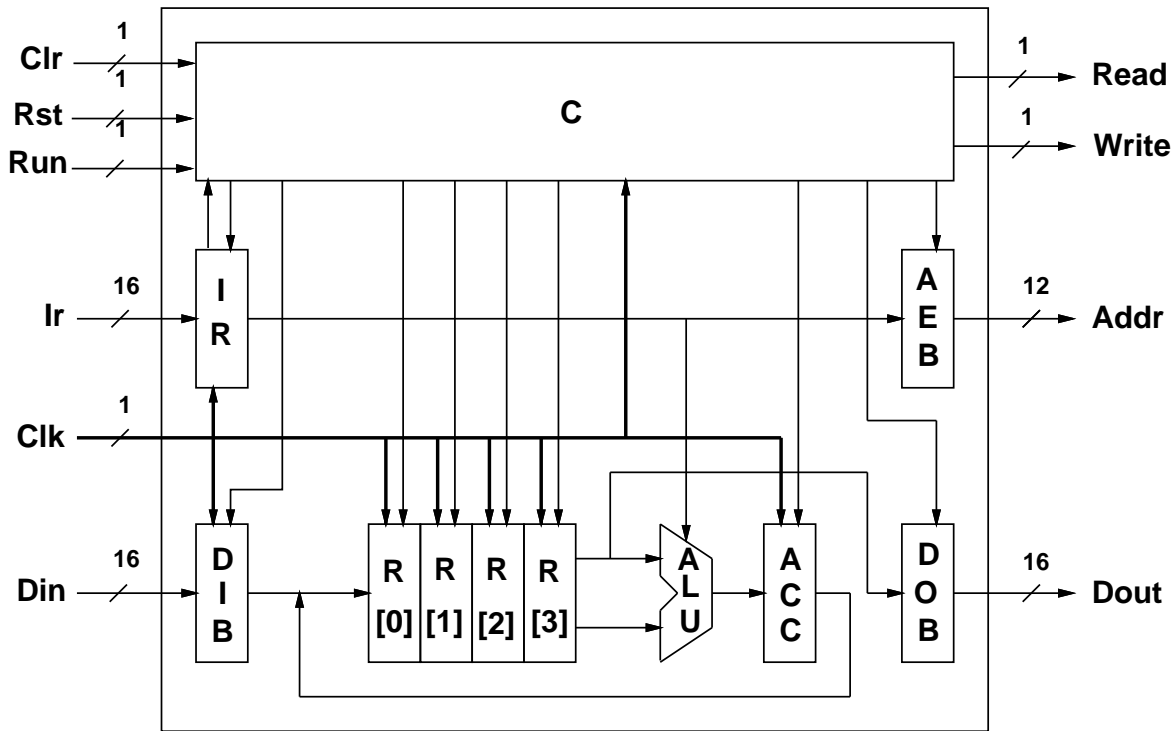 Clr
1
Rst
1
Run
1
C
1
Read
1
Write
Ir
16
I
R
A
E
B
12
Addr
Clk
1
Din
16
D
I
B
R
[0]
R
[1]
R
[2]
R
[3]
A
L
U
A
C
C
D
O
B
16
Dout